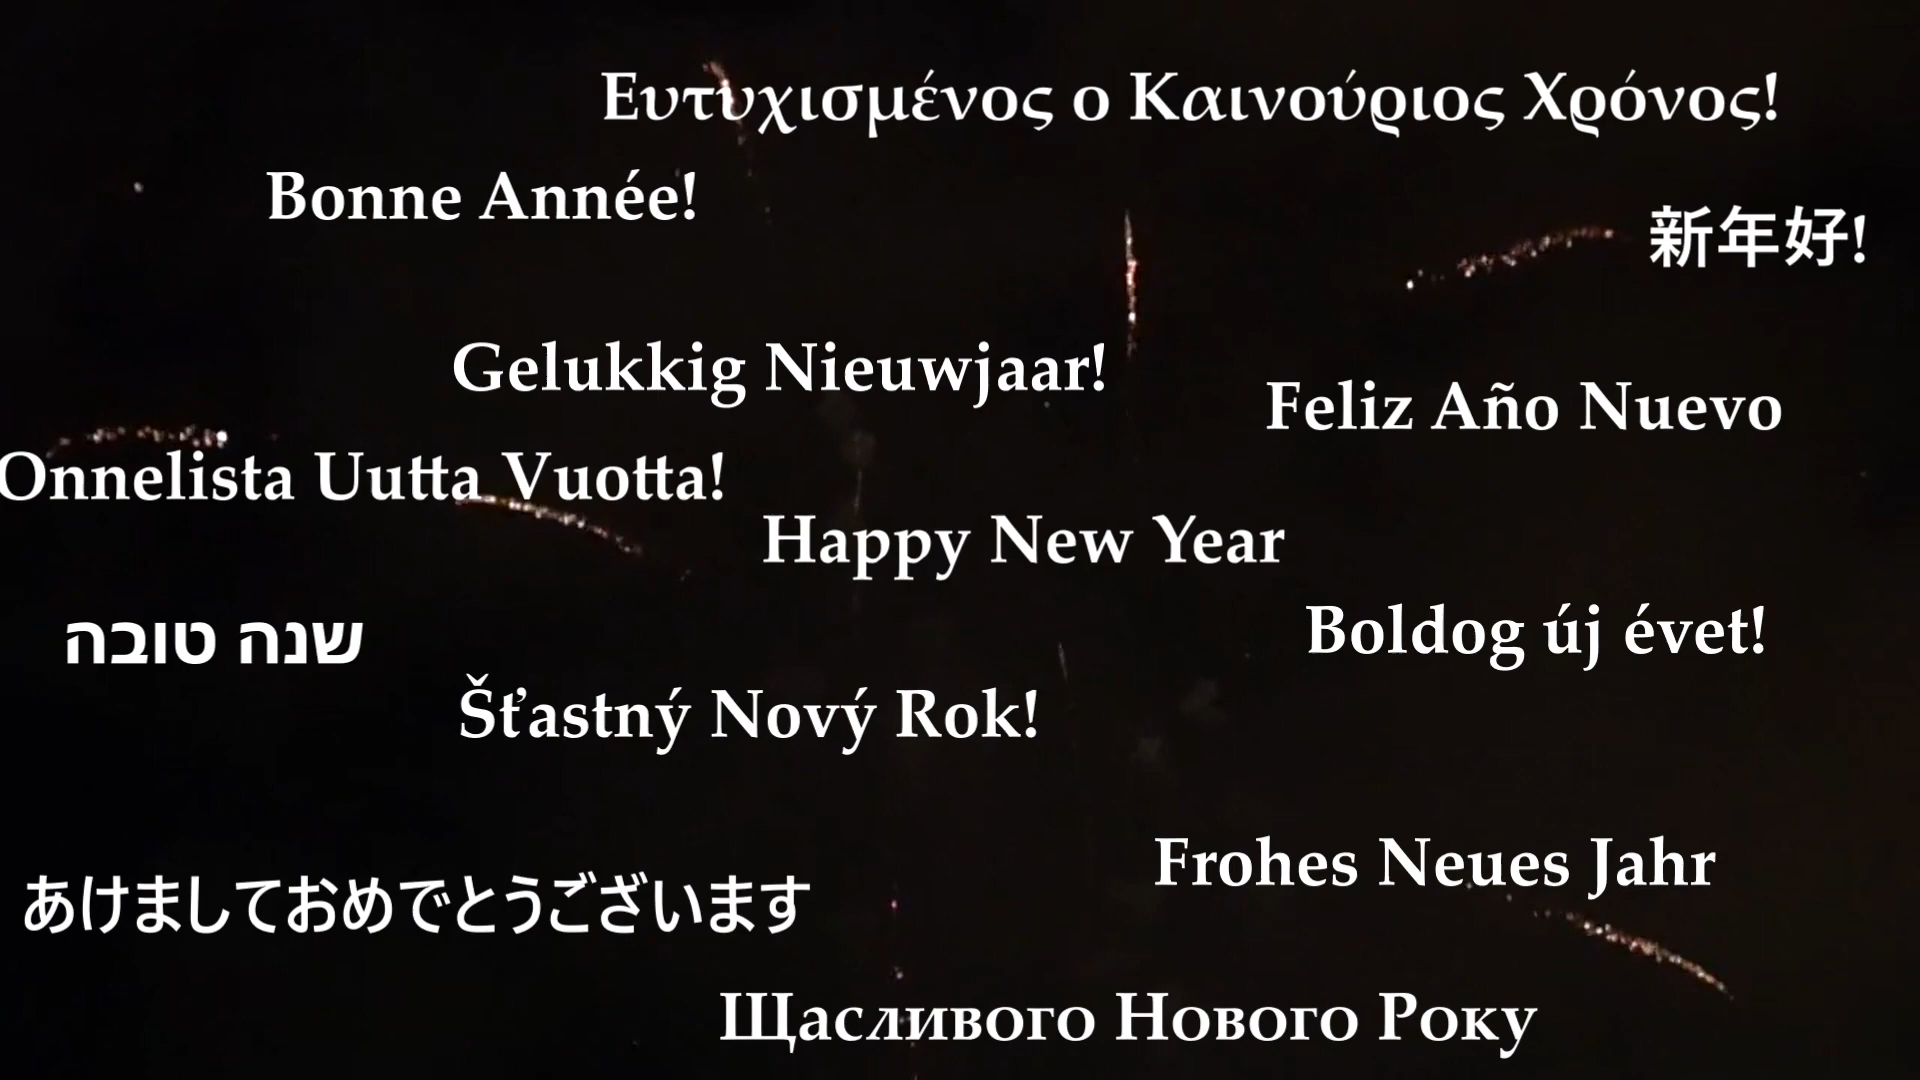 Ευτυχισμένος ο Καινούριος Χρόνος!
Bonne Année!
新年好!
Gelukkig Nieuwjaar!
Feliz Año Nuevo
Onnelista Uutta Vuotta!
Happy New Year
שנה טובה
Boldog új évet!
Šťastný Nový Rok!
Frohes Neues Jahr
あけましておめでとうございます
Щасливого Нового Року